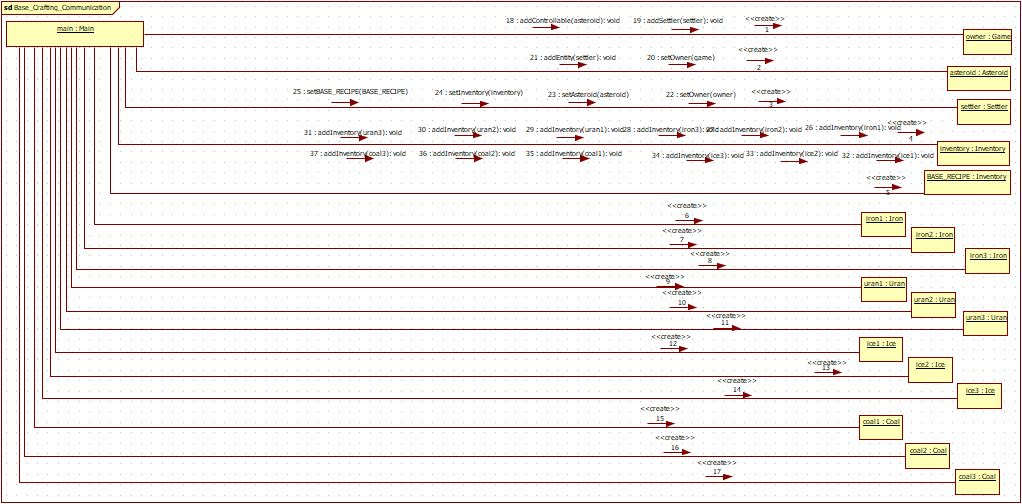 sd Base_Crafting_Communication
main : Main
18 : addControllable(asteroid): void 19 : addSettler(settler): void <<create>>
1
owner : Game
21 : addEntity(settler): void 20 : setOwner(game) <<create>>
2
asteroid : Asteroid
25 : setBASE_RECIPE(BASE_RECIPE) 24 : setInventory(inventory) 23 : setAsteroid(asteroid) 22 : setOwner(owner) <<create>>
3
settler : Settler
31 : addInventory(uran3): void 30 : addInventory(uran2): void 29 : addInventory(uran1): void 28 : addInventory(iron3): void 27 : addInventory(iron2): void 26 : addInventory(iron1): void <<create>>
4
inventory : Inventory
37 : addInventory(coal3): void 36 : addInventory(coal2): void 35 : addInventory(coal1): void 34 : addInventory(ice3): void 33 : addInventory(ice2): void 32 : addInventory(ice1): void
<<create>>
5
BASE_RECIPE : Inventory
<<create>>
6
iron1 : Iron
<<create>>
7
iron2 : Iron
<<create>>
8
iron3 : Iron
<<create>>
9
uran1 : Uran
<<create>>
10
uran2 : Uran
<<create>>
11
uran3 : Uran
<<create>>
12
ice1 : Ice
<<create>>
13
ice2 : Ice
<<create>>
14
ice3 : Ice
<<create>>
15
coal1 : Coal
<<create>>
16
coal2 : Coal
<<create>>
17
coal3 : Coal